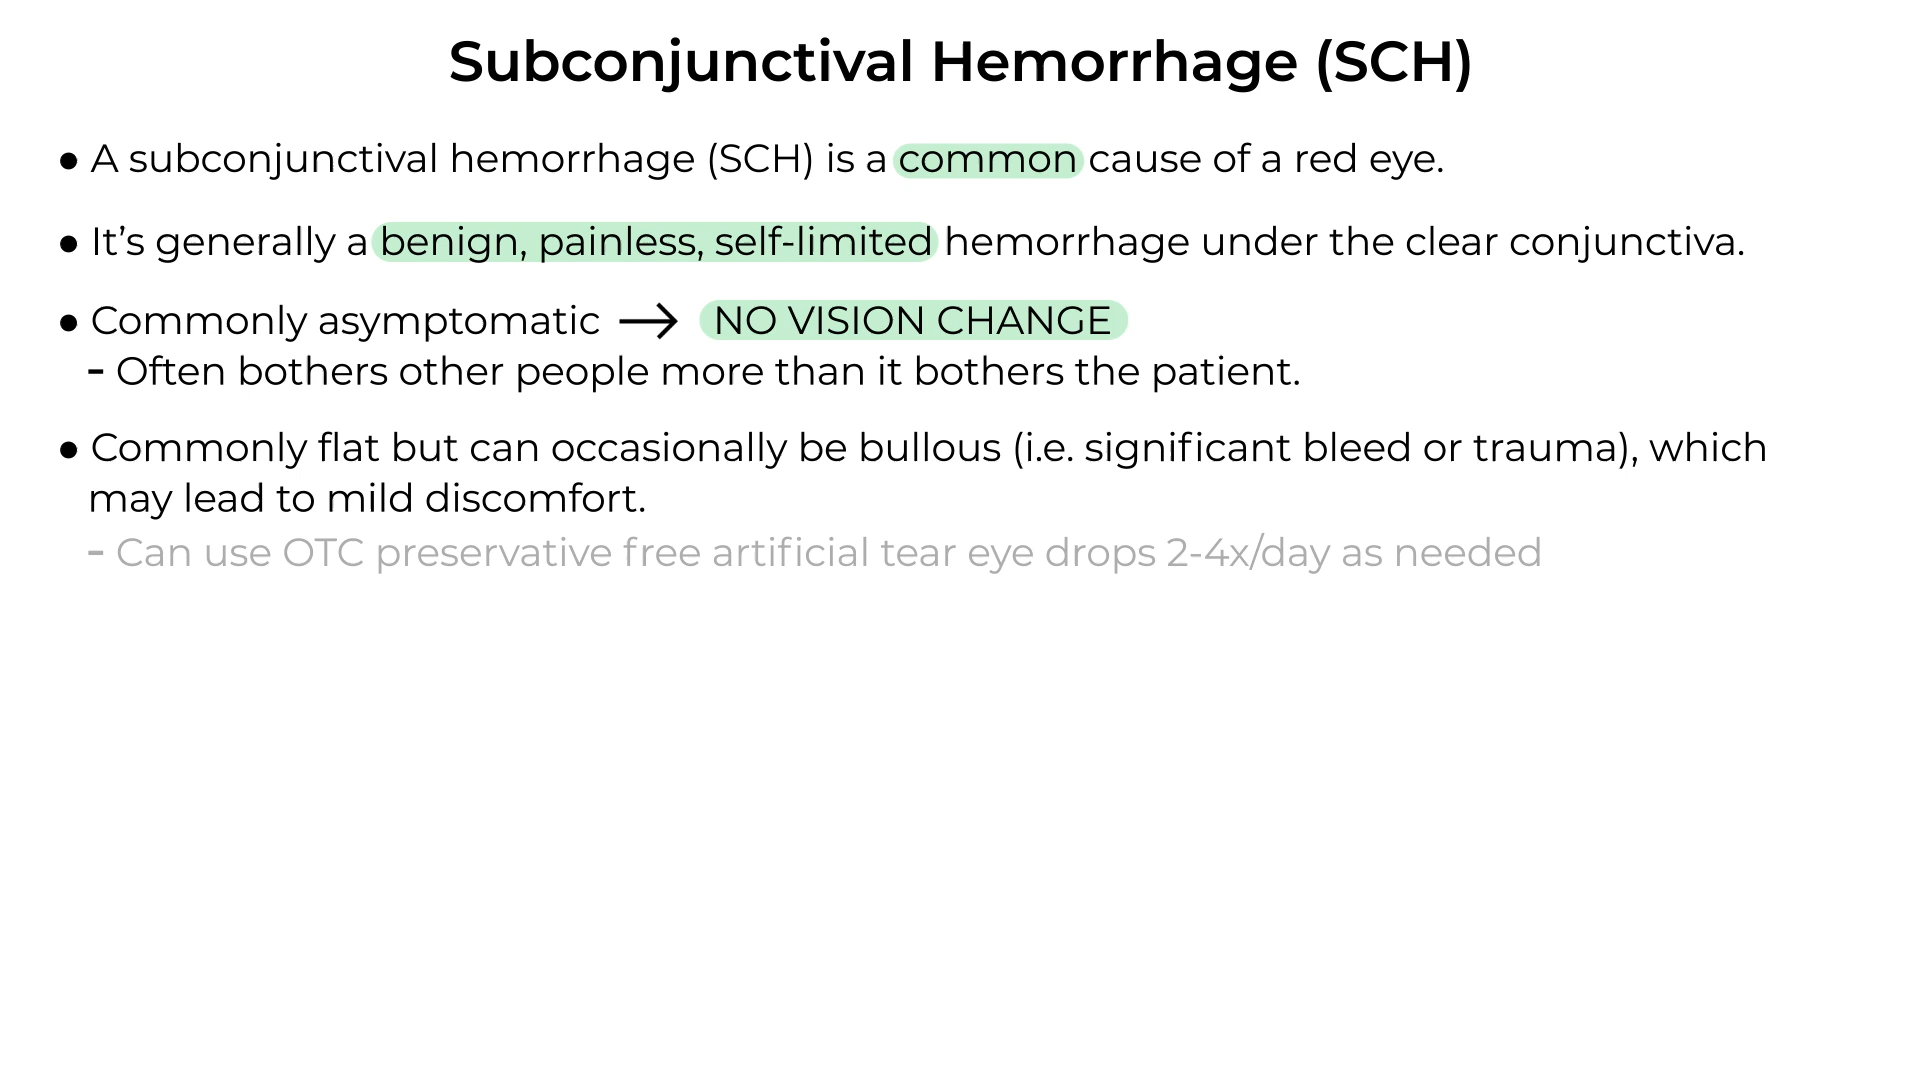 Subconjunctival Hemorrhage (SCH)
● A subconjunctival hemorrhage (SCH) is a common cause of a red eye.
● It’s generally a benign, painless, self-limited hemorrhage under the clear conjunctiva.
● Commonly asymptomatic → NO VISION CHANGE
- Often bothers other people more than it bothers the patient.
● Commonly flat but can occasionally be bullous (i.e. significant bleed or trauma), which
may lead to mild discomfort.
- Can use OTC preservative free artificial tear eye drops 2-4x/day as needed